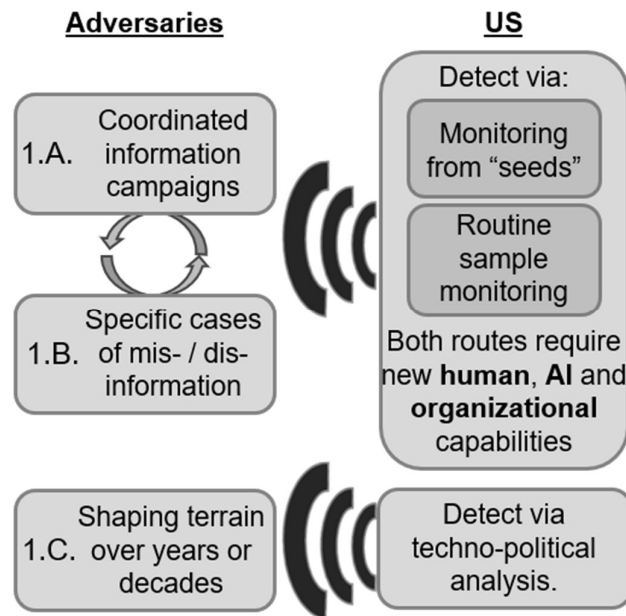 Adversaries
US
1.A.
Coordinated
information
campaigns
1.B.
Specific cases
of mis- / dis-
information
1.C.
Shaping terrain
over years or
decades
Detect via:
Monitoring
from “seeds”
Routine
sample
monitoring
Both routes require
new human, AI and
organizational
capabilities
Detect via
techno-political
analysis.